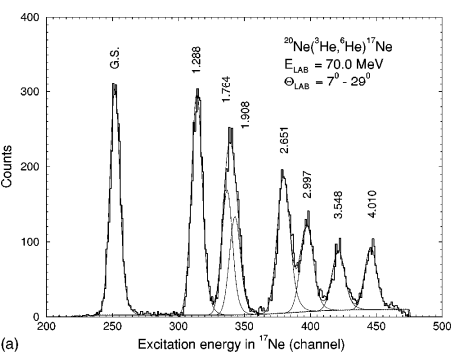 400
300
200
100
0
Counts
G.S.
1.288
1.764
1.908
2.651
2.997
3.548
4.010
²⁰Ne(³He,⁶He)¹⁷Ne
E_LAB = 70.0 MeV
Θ_LAB = 7⁰ - 29⁰
200 250 300 350 400 450 500
(a) Excitation energy in ¹⁷Ne (channel)